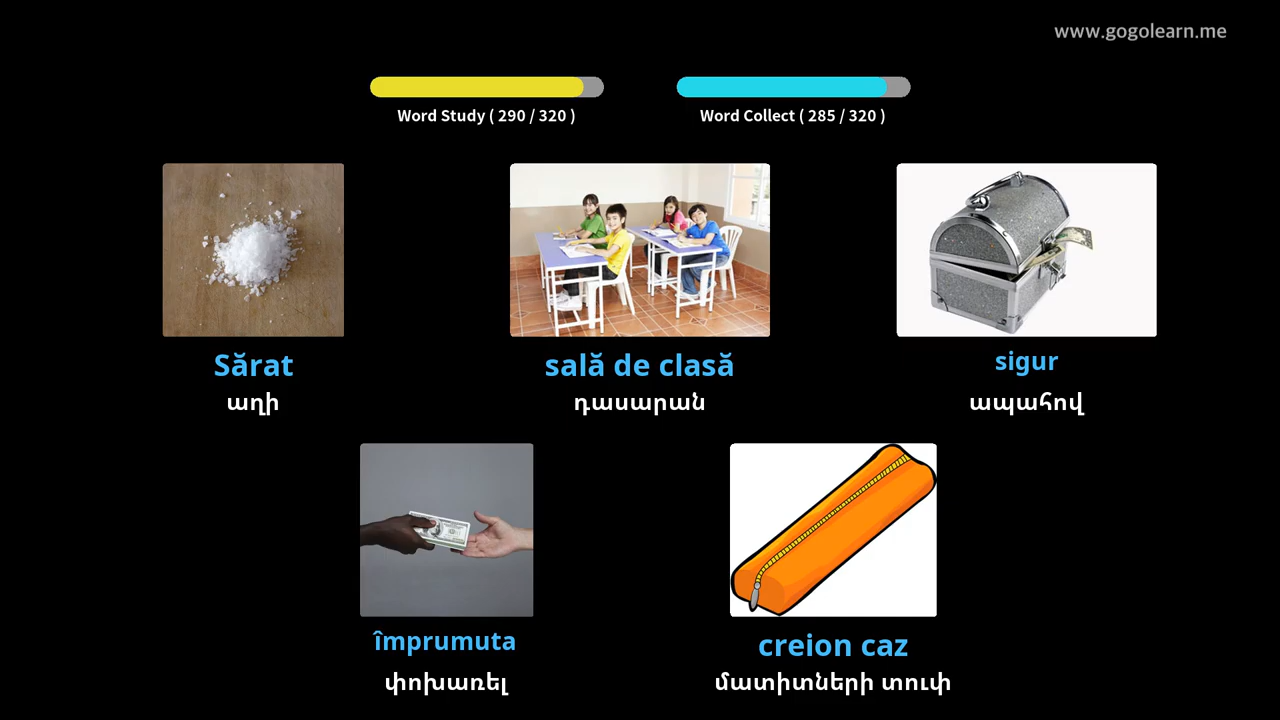 www.gogolearn.me
Word Study ( 290 / 320 )
Word Collect ( 285 / 320 )
Sărat
աղի
sală de clasă
դասարան
sigur
ապահով
împrumuta
փոխառել
creion caz
մատիտների տուփ